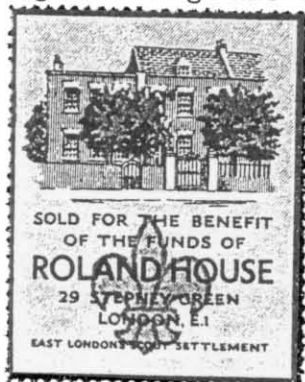 SOLD FOR THE BENEFIT
OF THE FUNDS OF
ROLAND HOUSE
29 STEPNEY GREEN
LONDON, E.1
EAST LONDON'S SCOUT SETTLEMENT